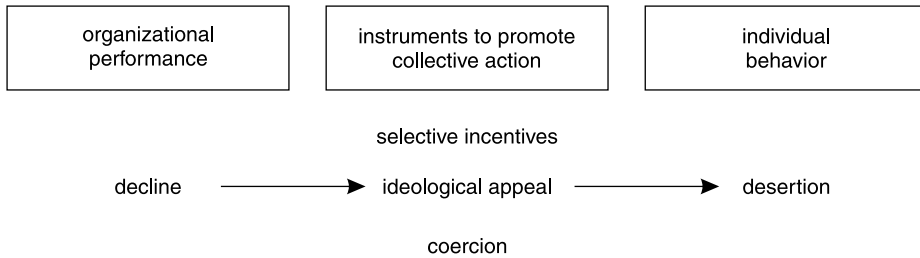 organizational
performance
instruments to promote
collective action
individual
behavior
selective incentives
decline
ideological appeal
desertion
coercion